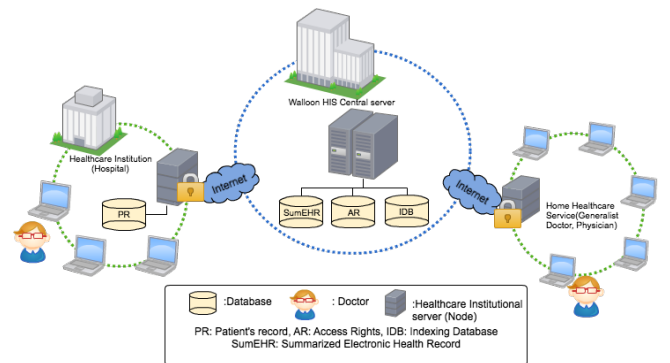 Walloon HIS Central server
Healthcare Institution
(Hospital)
Internet
Internet
PR
SumEHR
AR
IDB
Home Healthcare
Service(Generalist
Doctor, Physician)
:Database
: Doctor
:Healthcare Institutional
server (Node)
PR: Patient's record, AR: Access Rights, IDB: Indexing Database
SumEHR: Summarized Electronic Health Record